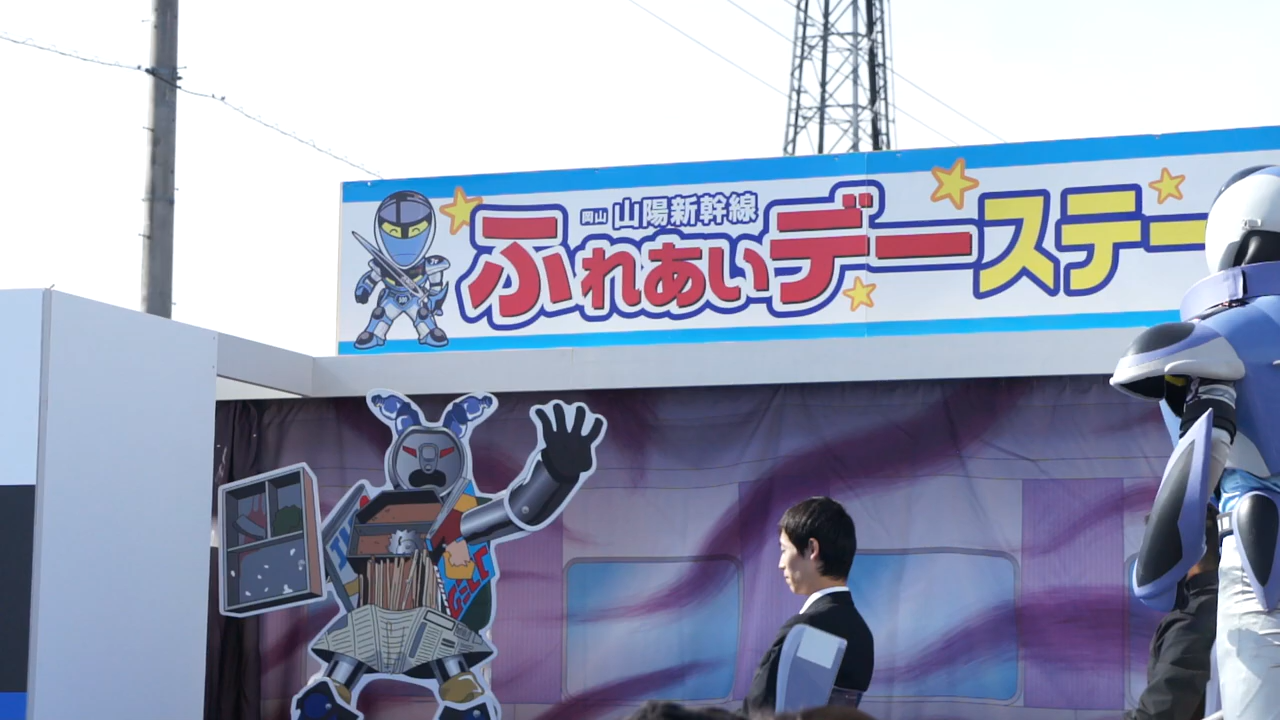 岡山 山陽新幹線
ふれあいデーステー